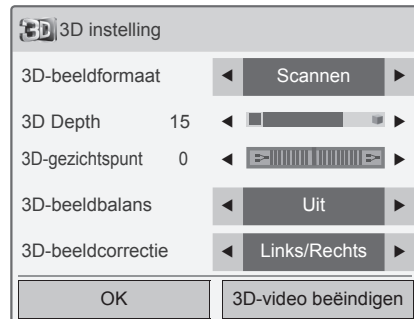 3D 3D instelling
3D-beeldformaat Scannen
3D Depth 15
3D-gezichtspunt 0
3D-beeldbalans Uit
3D-beeldcorrectie Links/Rechts
OK 3D-video beëindigen